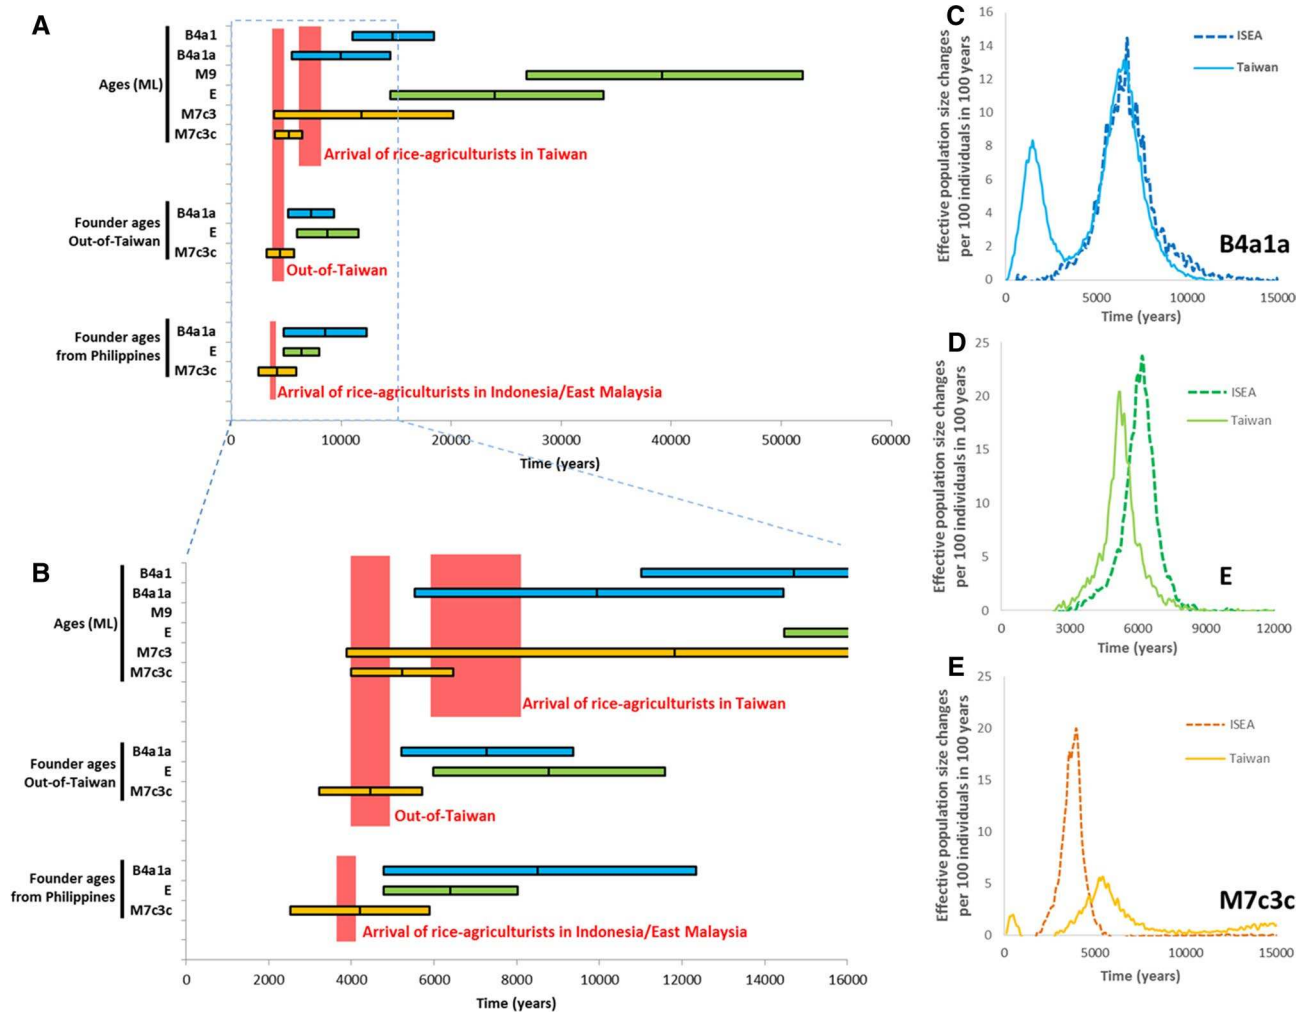 A
Ages (ML)
B4a1
B4a1a
M9
E
M7c3
M7c3c
Arrival of rice-agriculturists in Taiwan
Founder ages
Out-of-Taiwan
B4a1a
E
M7c3c
Out-of-Taiwan
Founder ages
from Philippines
B4a1a
E
M7c3c
Arrival of rice-agriculturists in Indonesia/East Malaysia
0 10000 20000 30000 40000 50000 60000
Time (years)
B
Ages (ML)
B4a1
B4a1a
M9
E
M7c3
M7c3c
Arrival of rice-agriculturists in Taiwan
Founder ages
Out-of-Taiwan
B4a1a
E
M7c3c
Out-of-Taiwan
Founder ages
from Philippines
B4a1a
E
M7c3c
Arrival of rice-agriculturists in Indonesia/East Malaysia
0 2000 4000 6000 8000 10000 12000 14000 16000
Time (years)
C
Effective population size changes
per 100 individuals in 100 years
16
14
12
10
8
6
4
2
0
ISEA
Taiwan
B4a1a
0 5000 10000 15000
Time (years)
D
Effective population size changes
per 100 individuals in 100 years
25
20
15
10
5
0
ISEA
Taiwan
E
0 3000 6000 9000 12000
Time (years)
E
Effective population size changes
per 100 individuals in 100 years
25
20
15
10
5
0
ISEA
Taiwan
M7c3c
0 5000 10000 15000
Time (years)